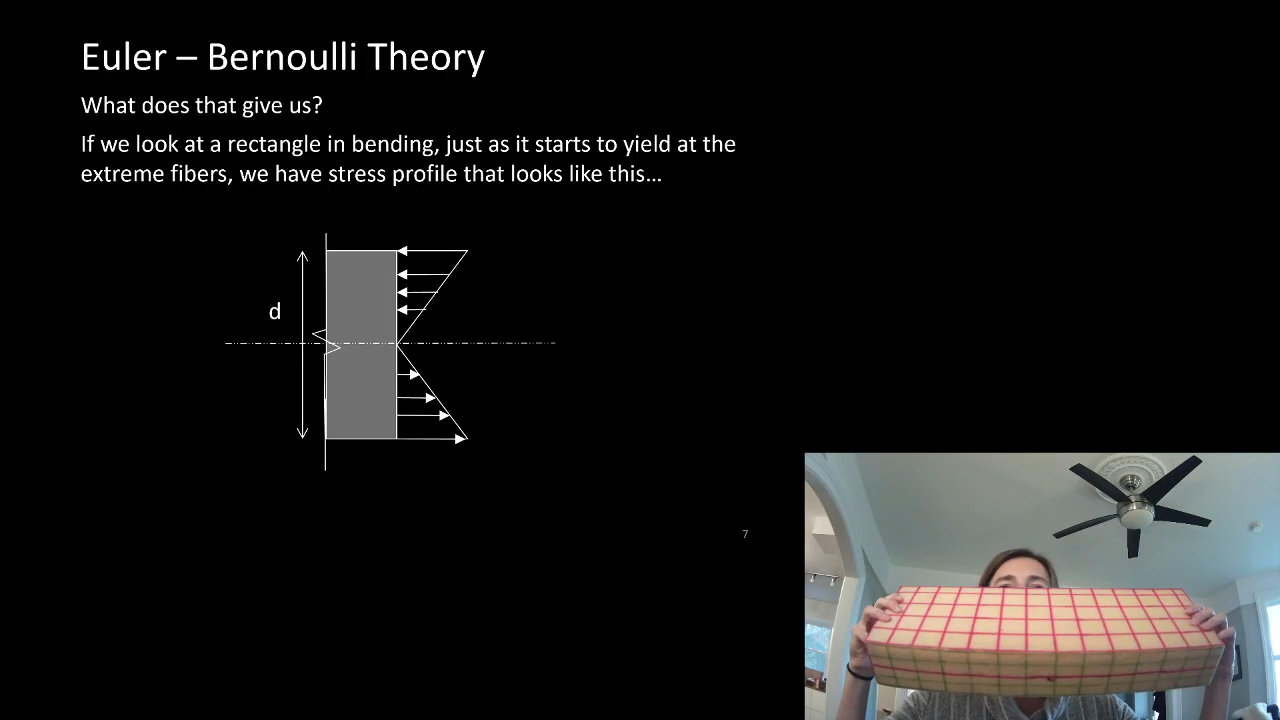 Euler – Bernoulli Theory
What does that give us?
If we look at a rectangle in bending, just as it starts to yield at the
extreme fibers, we have stress profile that looks like this…
d
7